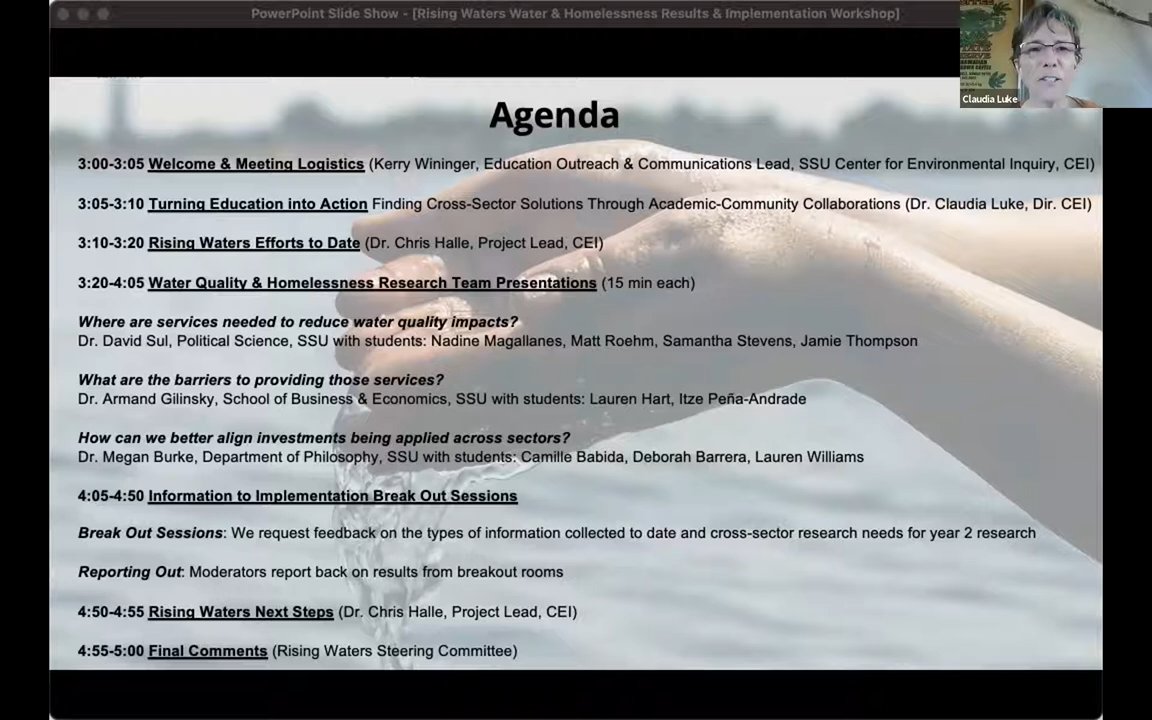 PowerPoint Slide Show - [Rising Waters Water & Homelessness Results & Implementation Workshop]
Claudia Luke
Agenda
3:00-3:05 Welcome & Meeting Logistics (Kerry Wininger, Education Outreach & Communications Lead, SSU Center for Environmental Inquiry, CEI)
3:05-3:10 Turning Education into Action Finding Cross-Sector Solutions Through Academic-Community Collaborations (Dr. Claudia Luke, Dir. CEI)
3:10-3:20 Rising Waters Efforts to Date (Dr. Chris Halle, Project Lead, CEI)
3:20-4:05 Water Quality & Homelessness Research Team Presentations (15 min each)
Where are services needed to reduce water quality impacts?
Dr. David Sul, Political Science, SSU with students: Nadine Magallanes, Matt Roehm, Samantha Stevens, Jamie Thompson
What are the barriers to providing those services?
Dr. Armand Gilinsky, School of Business & Economics, SSU with students: Lauren Hart, Itze Peña-Andrade
How can we better align investments being applied across sectors?
Dr. Megan Burke, Department of Philosophy, SSU with students: Camille Babida, Deborah Barrera, Lauren Williams
4:05-4:50 Information to Implementation Break Out Sessions
Break Out Sessions: We request feedback on the types of information collected to date and cross-sector research needs for year 2 research
Reporting Out: Moderators report back on results from breakout rooms
4:50-4:55 Rising Waters Next Steps (Dr. Chris Halle, Project Lead, CEI)
4:55-5:00 Final Comments (Rising Waters Steering Committee)